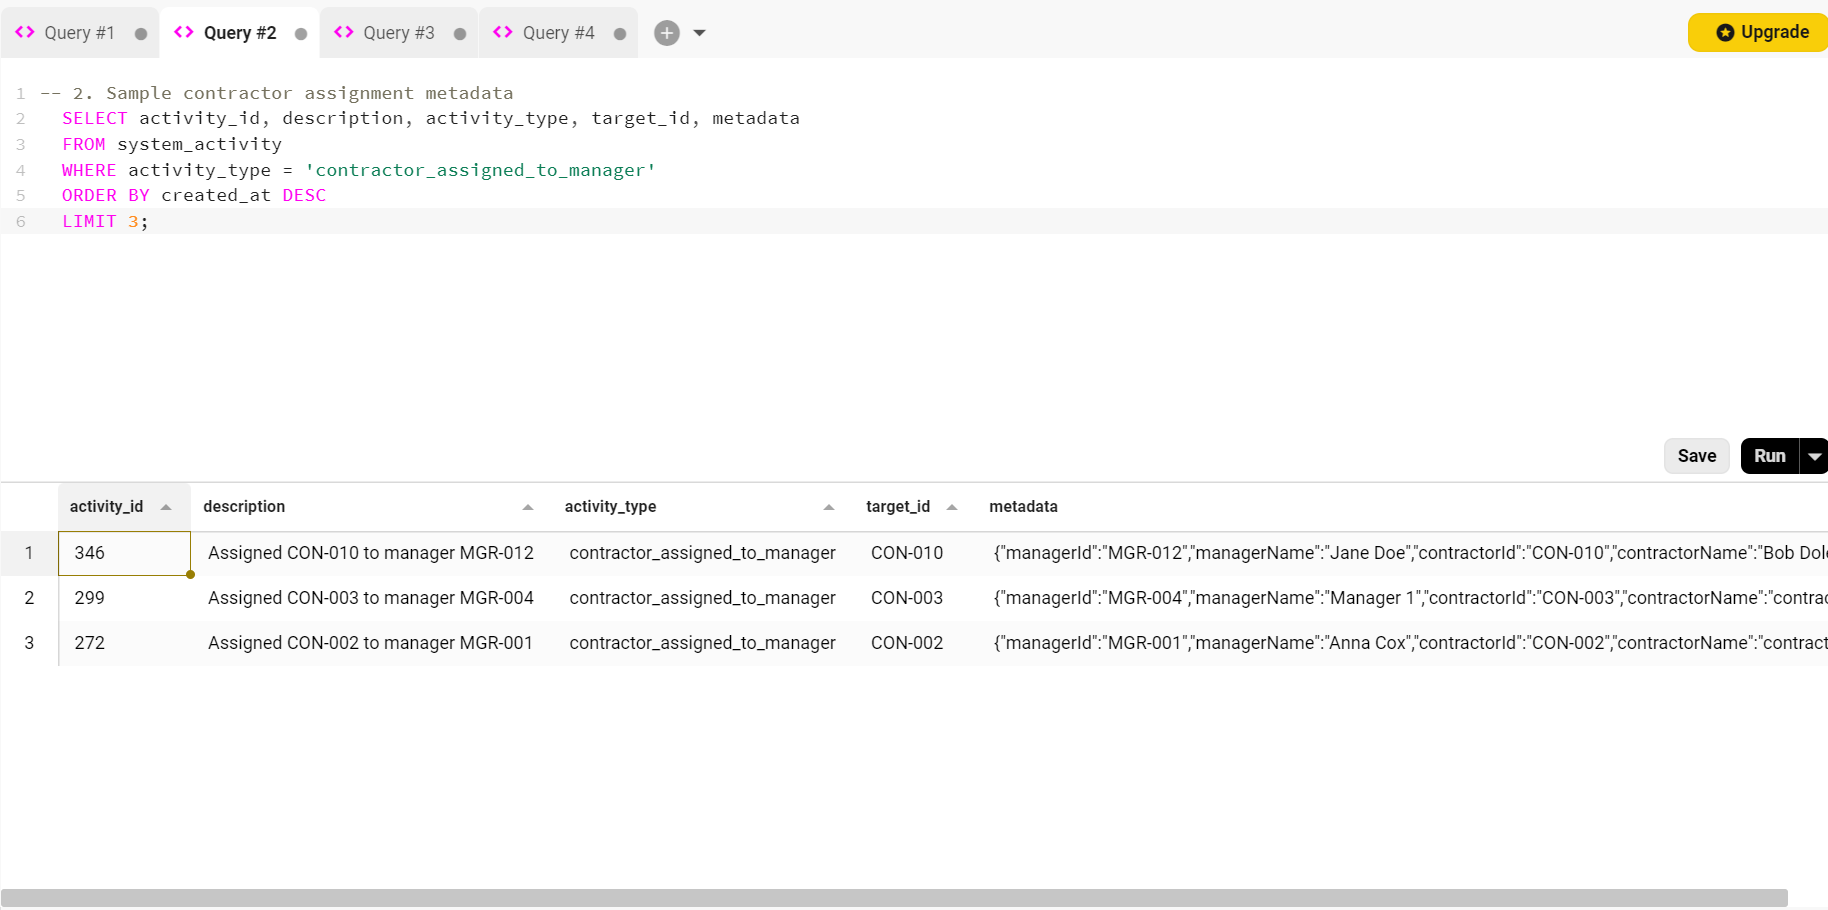 Query #1
Query #2
Query #3
Query #4
Upgrade
1 -- 2. Sample contractor assignment metadata
2 SELECT activity_id, description, activity_type, target_id, metadata
3 FROM system_activity
4 WHERE activity_type = 'contractor_assigned_to_manager'
5 ORDER BY created_at DESC
6 LIMIT 3;
Save
Run
activity_id description activity_type target_id metadata
1 346 Assigned CON-010 to manager MGR-012 contractor_assigned_to_manager CON-010 {"managerId":"MGR-012","managerName":"Jane Doe","contractorId":"CON-010","contractorName":"Bob Dole
2 299 Assigned CON-003 to manager MGR-004 contractor_assigned_to_manager CON-003 {"managerId":"MGR-004","managerName":"Manager 1","contractorId":"CON-003","contractorName":"contrac
3 272 Assigned CON-002 to manager MGR-001 contractor_assigned_to_manager CON-002 {"managerId":"MGR-001","managerName":"Anna Cox","contractorId":"CON-002","contractorName":"contract